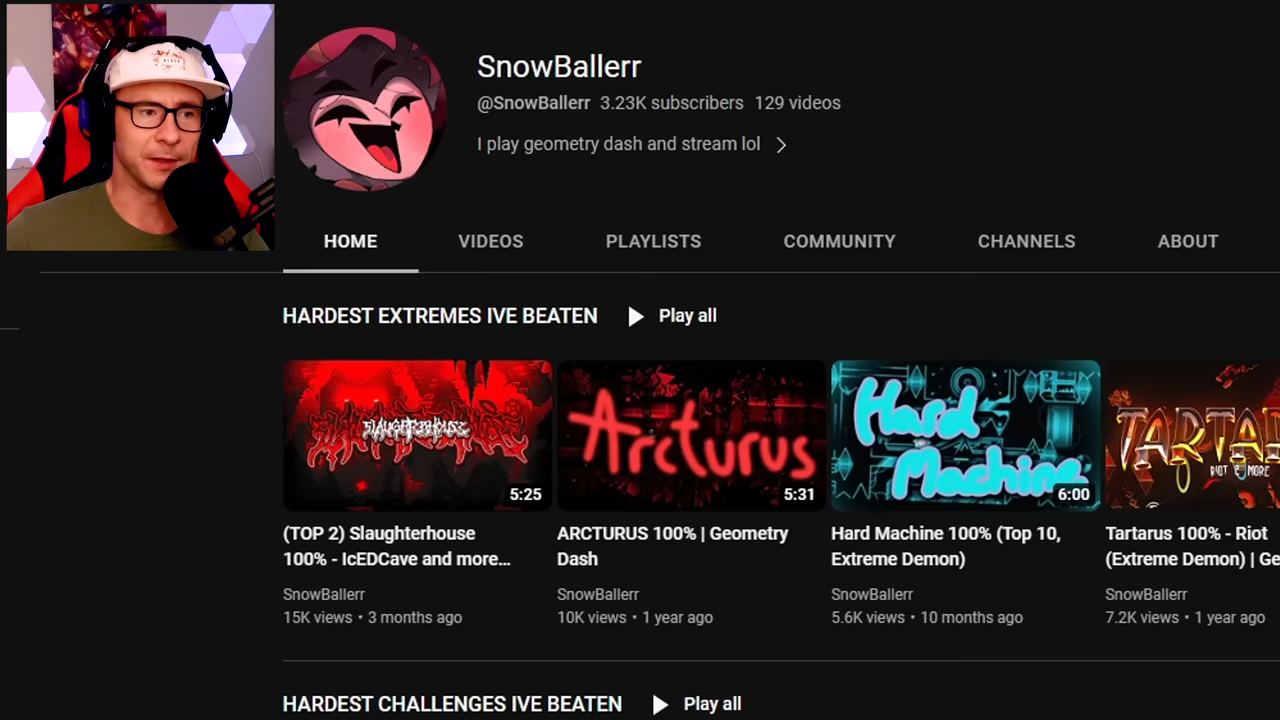 SnowBallerr
@SnowBallerr 3.23K subscribers 129 videos
I play geometry dash and stream lol
HOME VIDEOS PLAYLISTS COMMUNITY CHANNELS ABOUT
HARDEST EXTREMES IVE BEATEN Play all
SLAUGHTERHOUSE
5:25
Arcturus
5:31
Hard
Machine
6:00
TARTAR
RIOT & MORE
(TOP 2) Slaughterhouse
100% - IcEDCave and more...
SnowBallerr
15K views • 3 months ago
ARCTURUS 100% | Geometry
Dash
SnowBallerr
10K views • 1 year ago
Hard Machine 100% (Top 10,
Extreme Demon)
SnowBallerr
5.6K views • 10 months ago
Tartarus 100% - Riot
(Extreme Demon) | Ge
SnowBallerr
7.2K views • 1 year ago
HARDEST CHALLENGES IVE BEATEN Play all